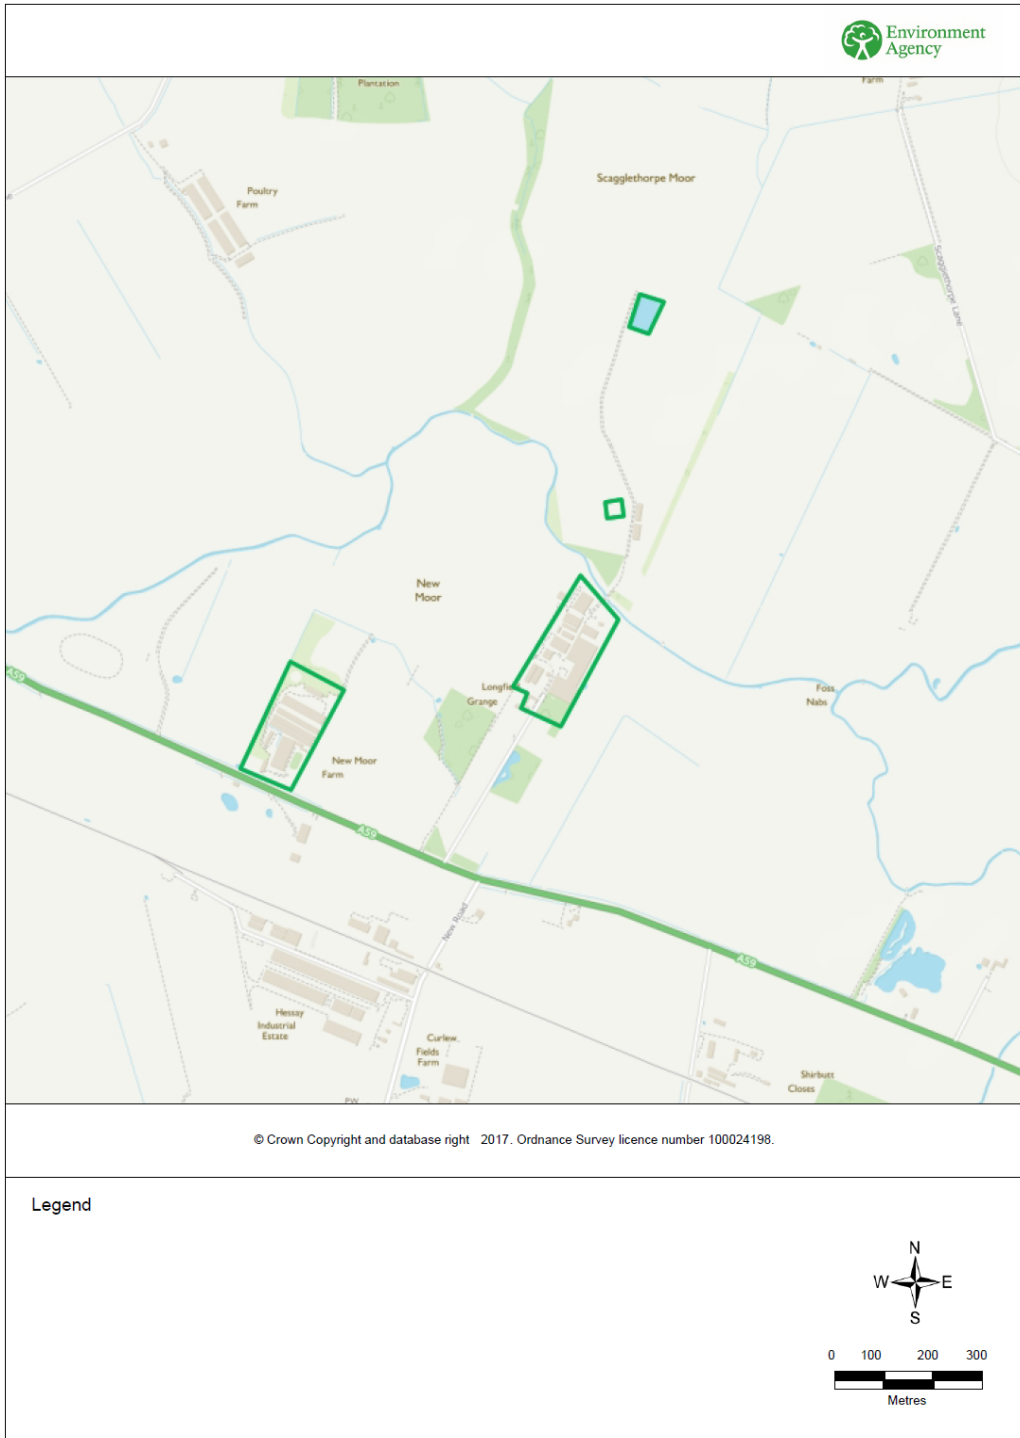 Environment
Agency
Plantation
Farm
Scagglethorpe Moor
Poultry
Farm
Scagglethorpe Lane
New
Moor
A59
Longfie
Grange
Foss
Nabs
New Moor
Farm
A59
New Road
A59
Hessay
Industrial
Estate
Curlew
Fields
Farm
Shirbutt
Closes
PW
© Crown Copyright and database right 2017. Ordnance Survey licence number 100024198.
Legend
N
W E
S
0 100 200 300
Metres